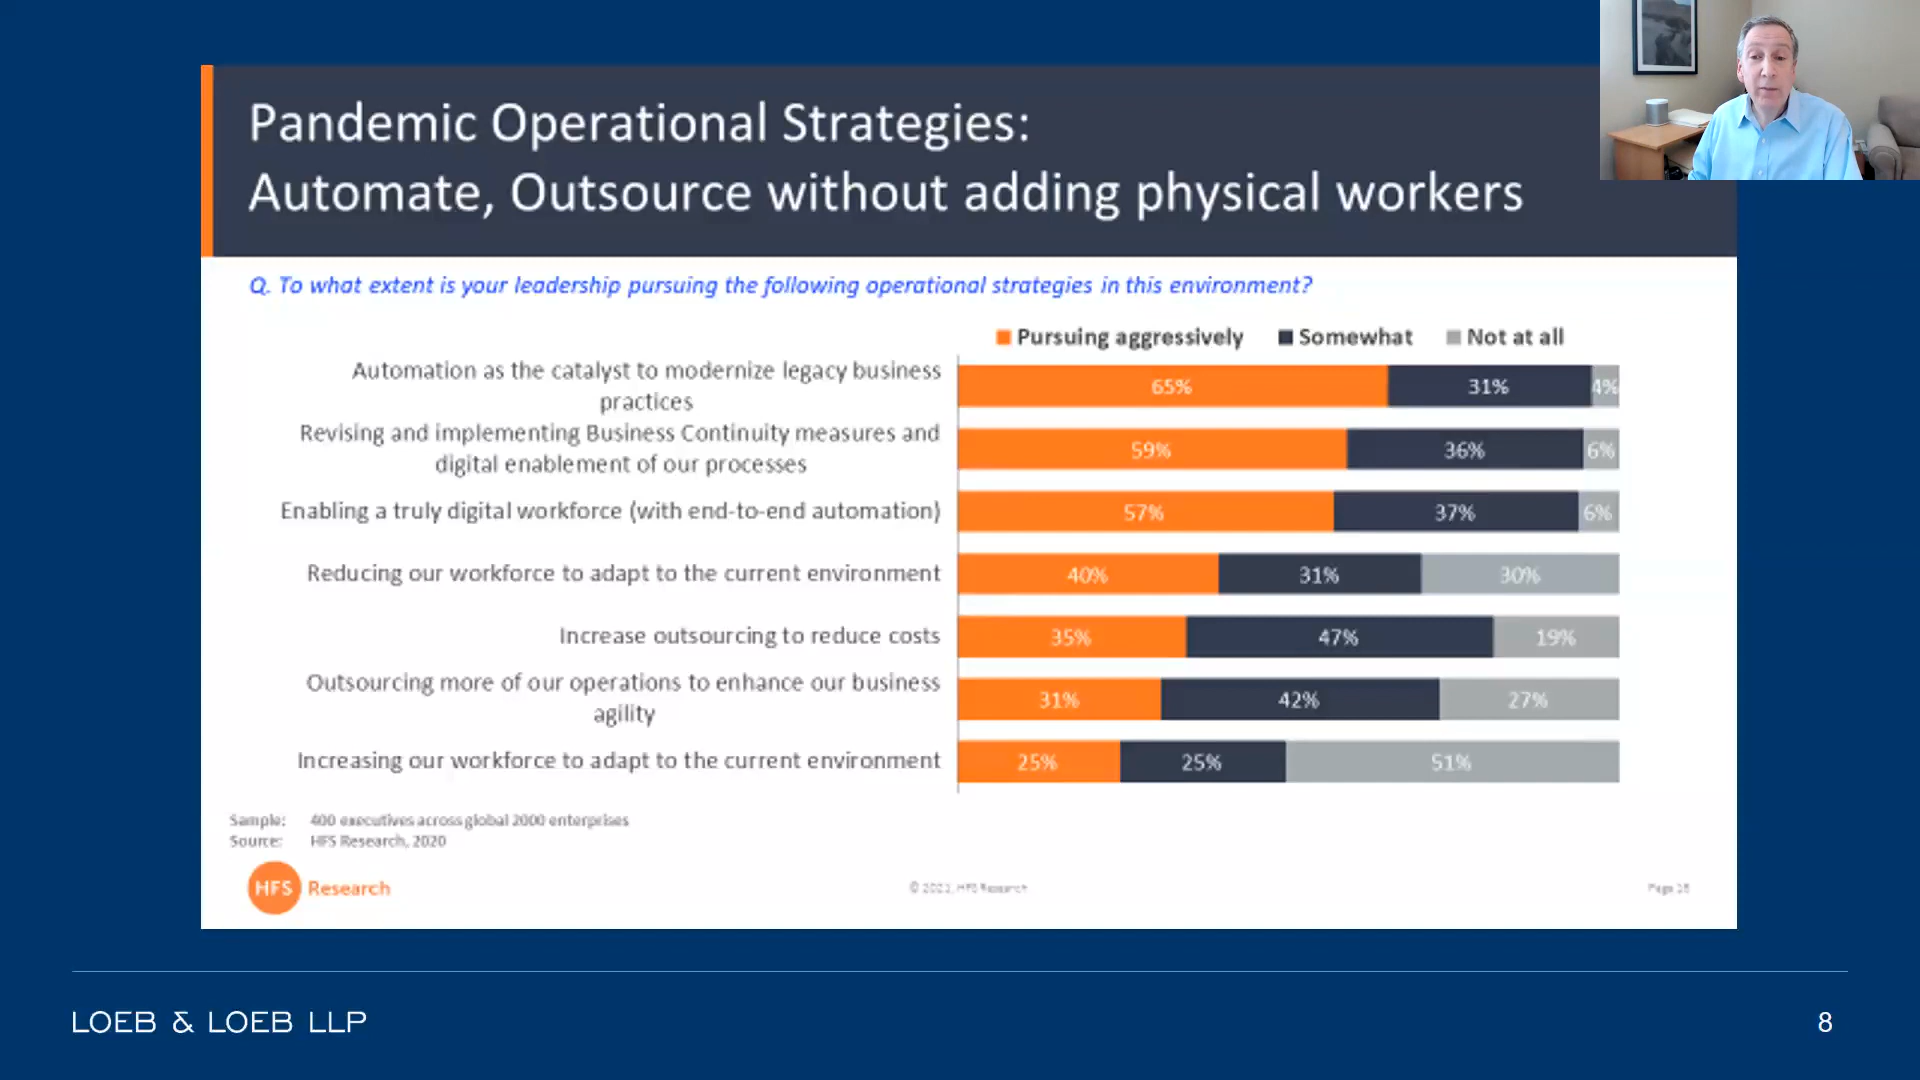 Pandemic Operational Strategies:
Automate, Outsource without adding physical workers
Q. To what extent is your leadership pursuing the following operational strategies in this environment?
Pursuing aggressively Somewhat Not at all
Automation as the catalyst to modernize legacy business
practices
65% 31% 4%
Revising and implementing Business Continuity measures and
digital enablement of our processes
59% 36% 6%
Enabling a truly digital workforce (with end-to-end automation)
57% 37% 6%
Reducing our workforce to adapt to the current environment
40% 31% 30%
Increase outsourcing to reduce costs
35% 47% 19%
Outsourcing more of our operations to enhance our business
agility
31% 42% 27%
Increasing our workforce to adapt to the current environment
25% 25% 51%
Sample: 400 executives across global 2000 enterprises
Source: HFS Research, 2020
HFS Research
HFS Research
Page
LOEB & LOEB LLP
8